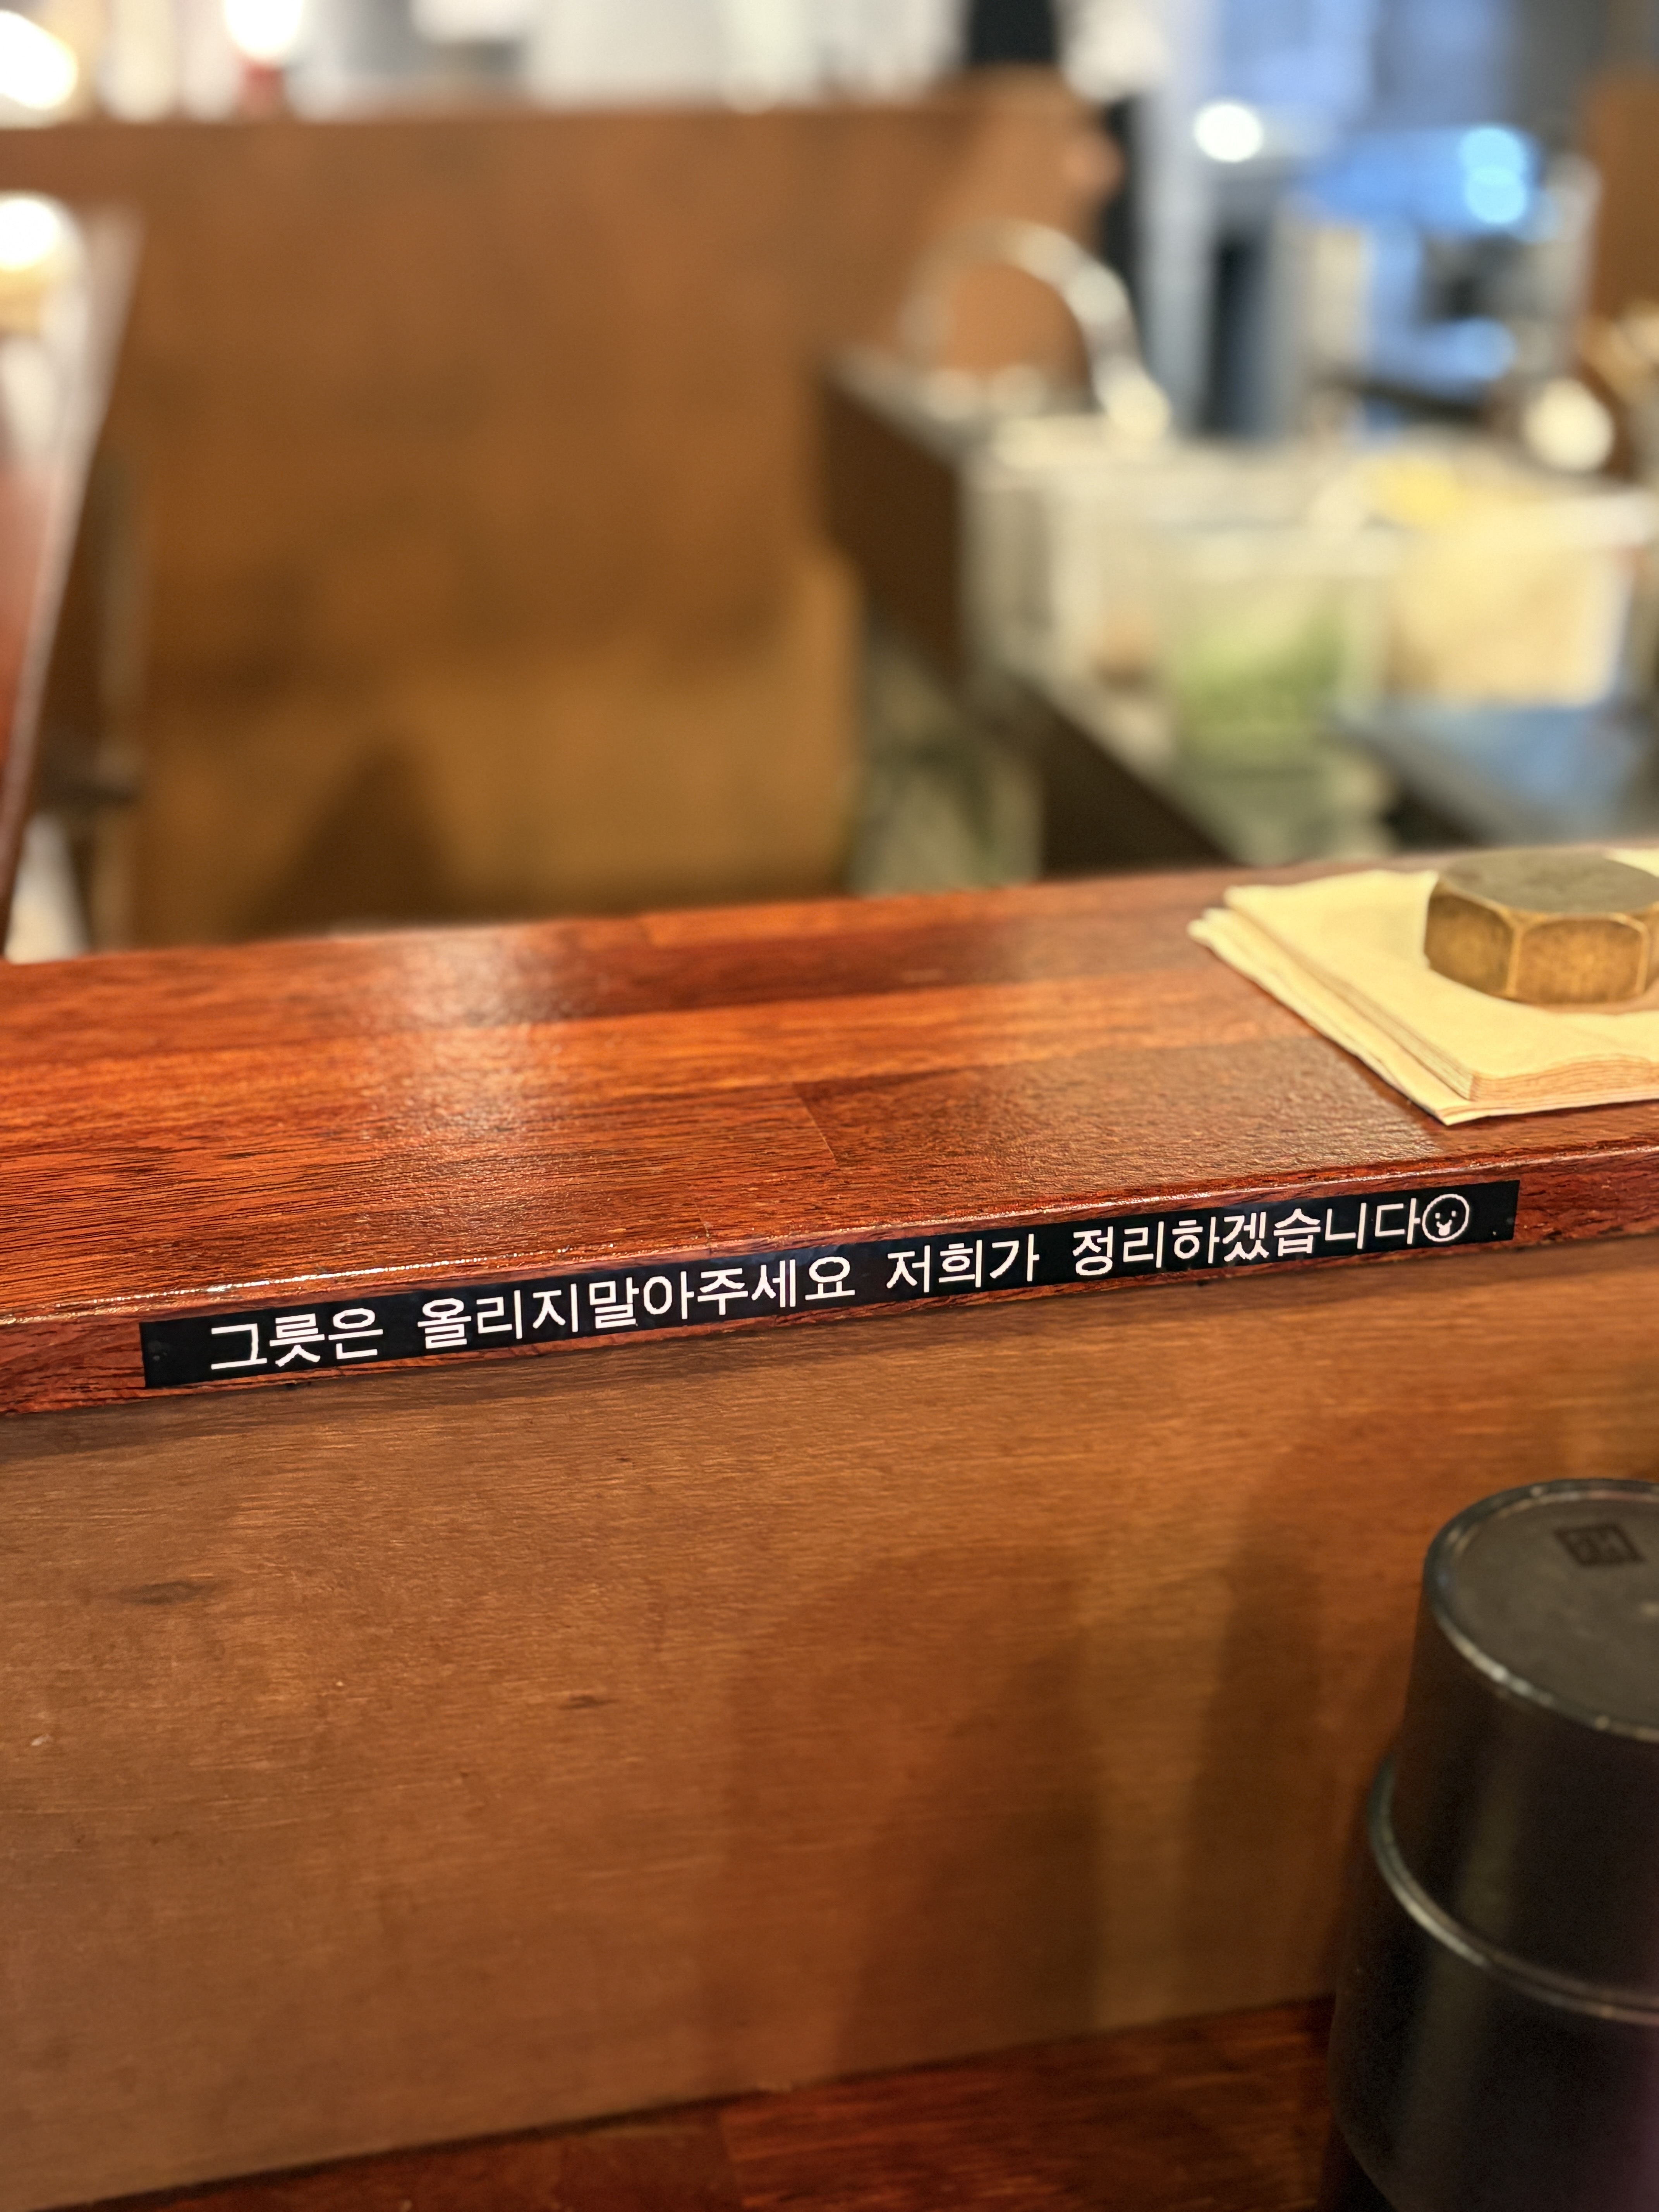 그릇은 올리지말아주세요 저희가 정리하겠습니다